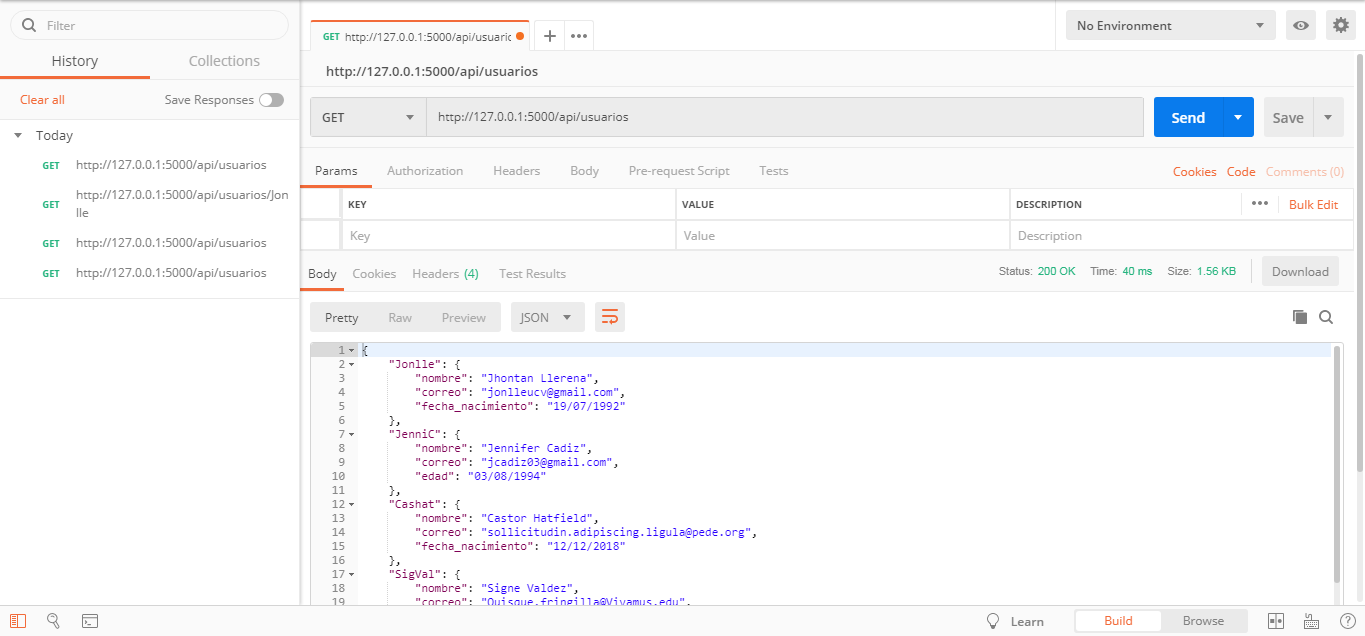 Filter
History
Collections
Clear all
Save Responses
Today
GET http://127.0.0.1:5000/api/usuarios
GET http://127.0.0.1:5000/api/usuarios/Jon
lle
GET http://127.0.0.1:5000/api/usuarios
GET http://127.0.0.1:5000/api/usuarios
GET http://127.0.0.1:5000/api/usuaric
No Environment
http://127.0.0.1:5000/api/usuarios
GET http://127.0.0.1:5000/api/usuarios
Send
Save
Params Authorization Headers Body Pre-request Script Tests
Cookies Code Comments (0)
KEY VALUE DESCRIPTION
Bulk Edit
Key Value Description
Body Cookies Headers (4) Test Results
Status: 200 OK Time: 40 ms Size: 1.56 KB
Download
Pretty Raw Preview JSON
1 {
2 "Jonlle": {
3 "nombre": "Jhontan Llerena",
4 "correo": "jonlleucv@gmail.com",
5 "fecha_nacimiento": "19/07/1992"
6 },
7 "JenniC": {
8 "nombre": "Jennifer Cadiz",
9 "correo": "jcadiz03@gmail.com",
10 "edad": "03/08/1994"
11 },
12 "Cashat": {
13 "nombre": "Castor Hatfield",
14 "correo": "sollicitudin.adipiscing.ligula@pede.org",
15 "fecha_nacimiento": "12/12/2018"
16 },
17 "SigVal": {
18 "nombre": "Signe Valdez",
19 "correo": "Quisque.fringilla@Vivamus.edu",
Learn
Build
Browse